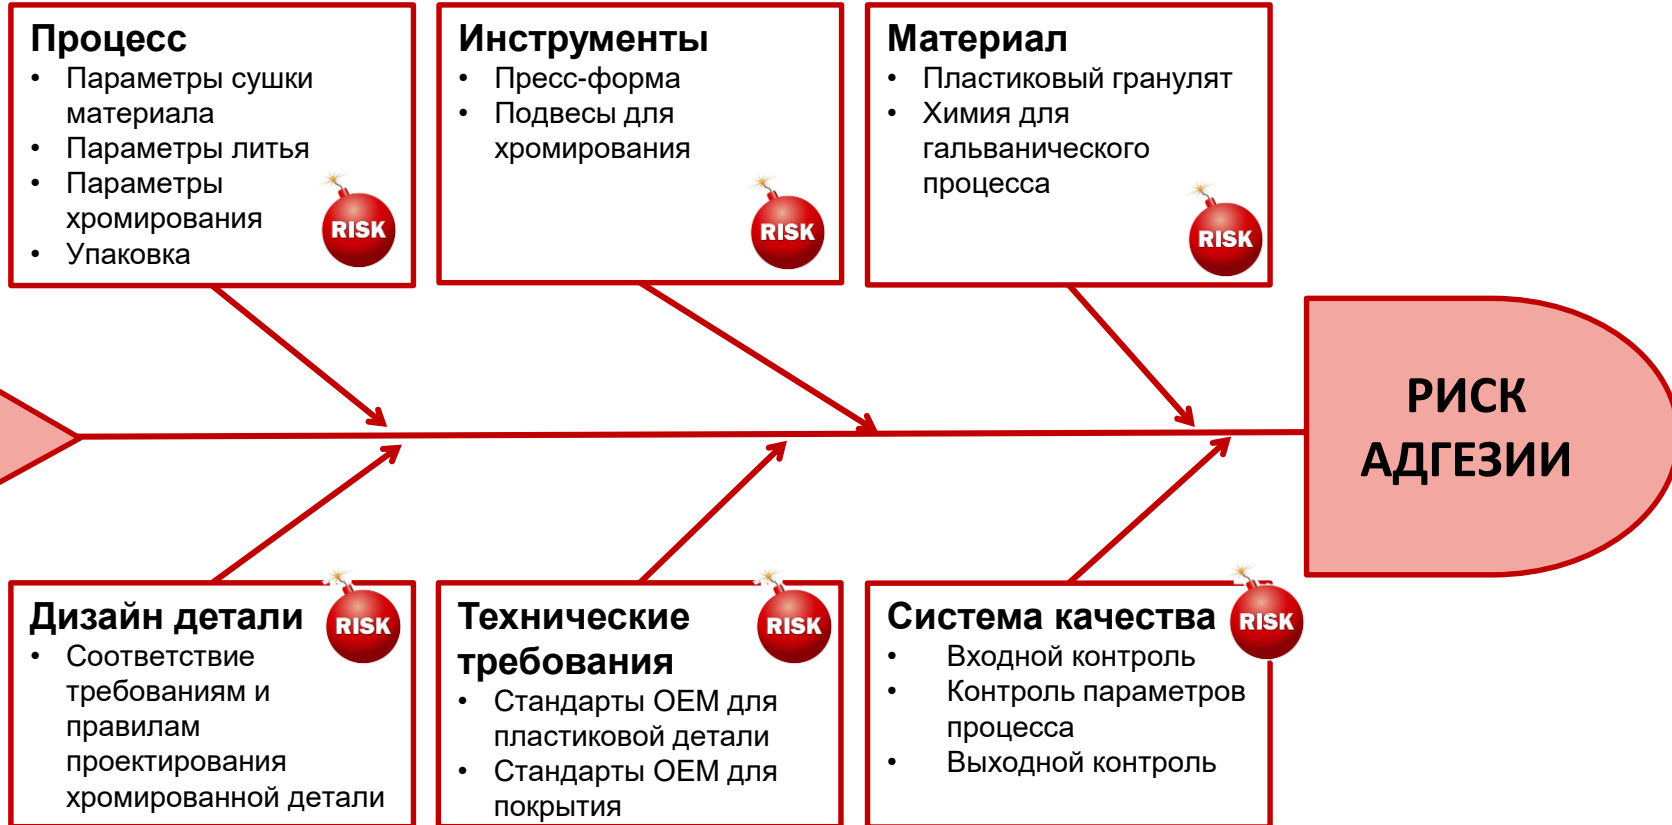 Процесс
• Параметры сушки
материала
• Параметры литья
• Параметры
хромирования
• Упаковка
RISK
Инструменты
• Пресс-форма
• Подвесы для
хромирования
RISK
Материал
• Пластиковый гранулят
• Химия для
гальванического
процесса
RISK
РИСК
АДГЕЗИИ
Дизайн детали
• Соответствие
требованиям и
правилам
проектирования
хромированной детали
RISK
Технические
требования
• Стандарты OEM для
пластиковой детали
• Стандарты OEM для
покрытия
RISK
Система качества
• Входной контроль
• Контроль параметров
процесса
• Выходной контроль
RISK